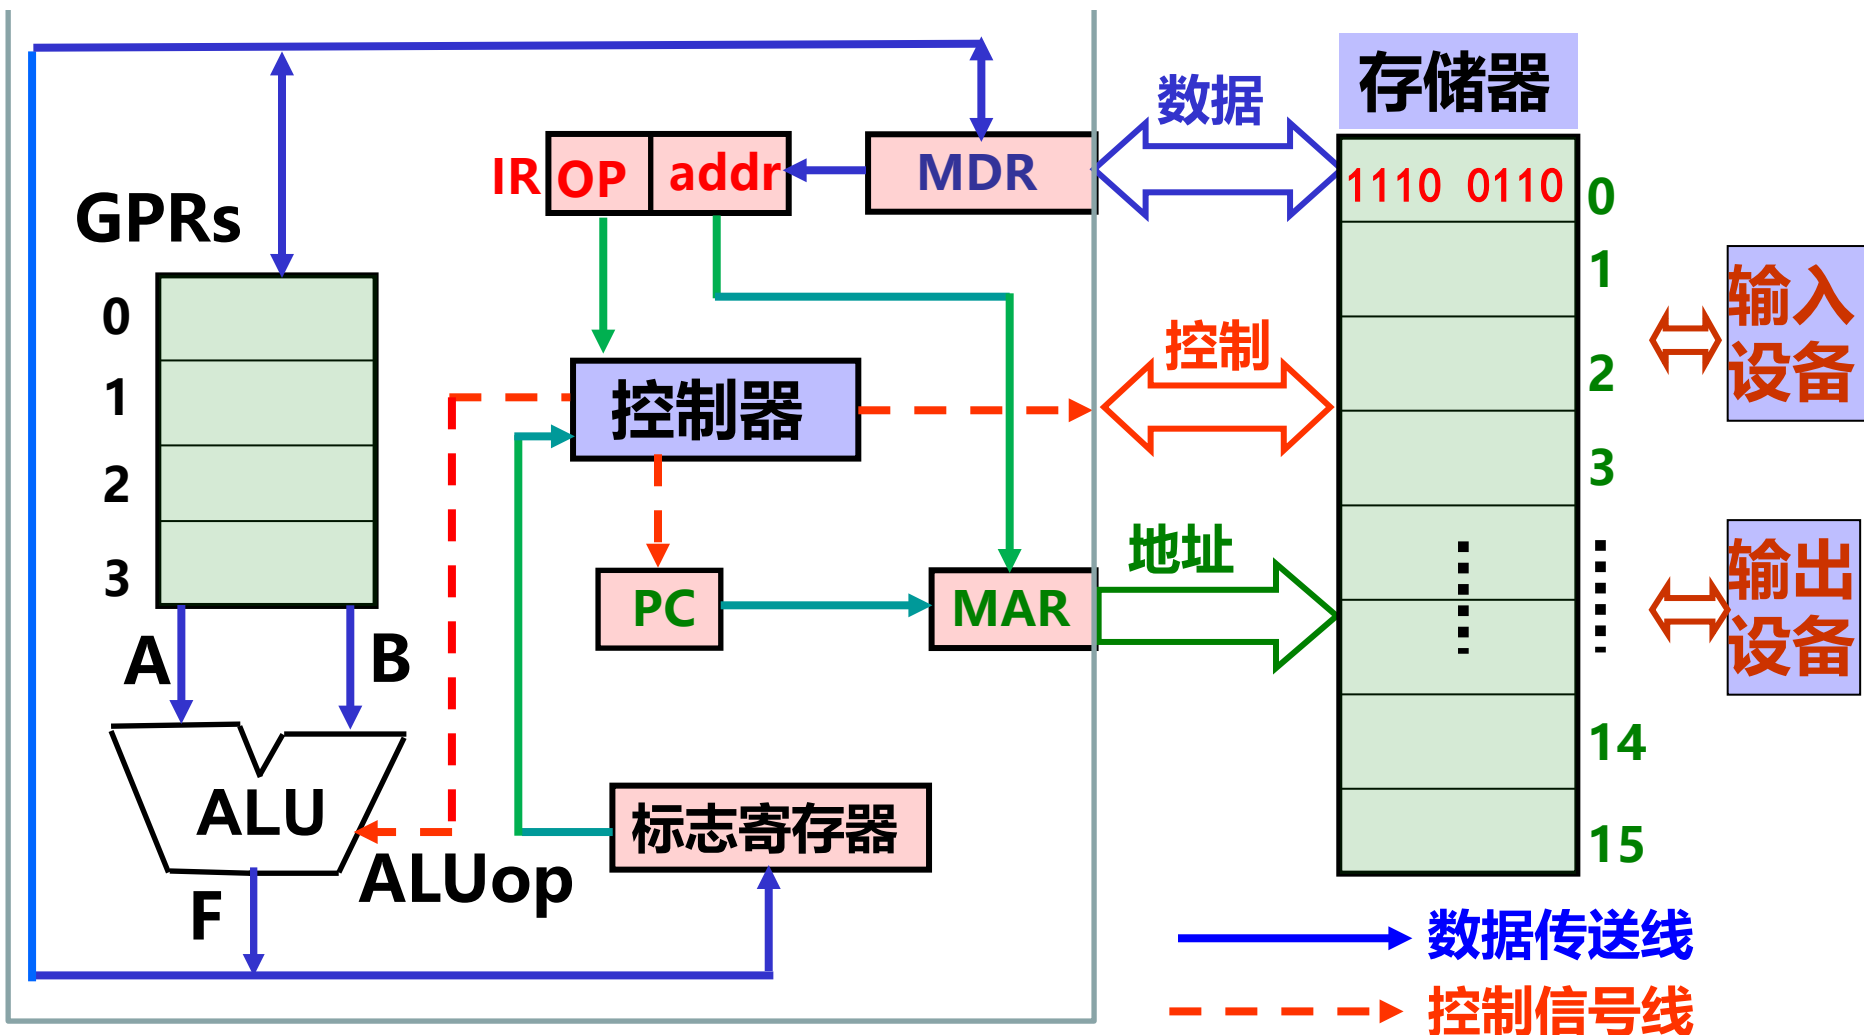 存储器
数据
IR
OP
addr
MDR
1110 0110
0
GPRs
1
输入
设备
0
控制
2
1
控制器
3
2
地址
输出
设备
3
PC
MAR
A
B
14
ALU
标志寄存器
15
ALUop
F
数据传送线
控制信号线